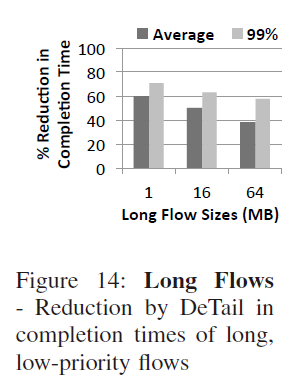 Average 99%
% Reduction in
Completion Time
100
80
60
40
20
0
1 16 64
Long Flow Sizes (MB)
Figure 14: Long Flows
- Reduction by DeTail in
completion times of long,
low-priority flows